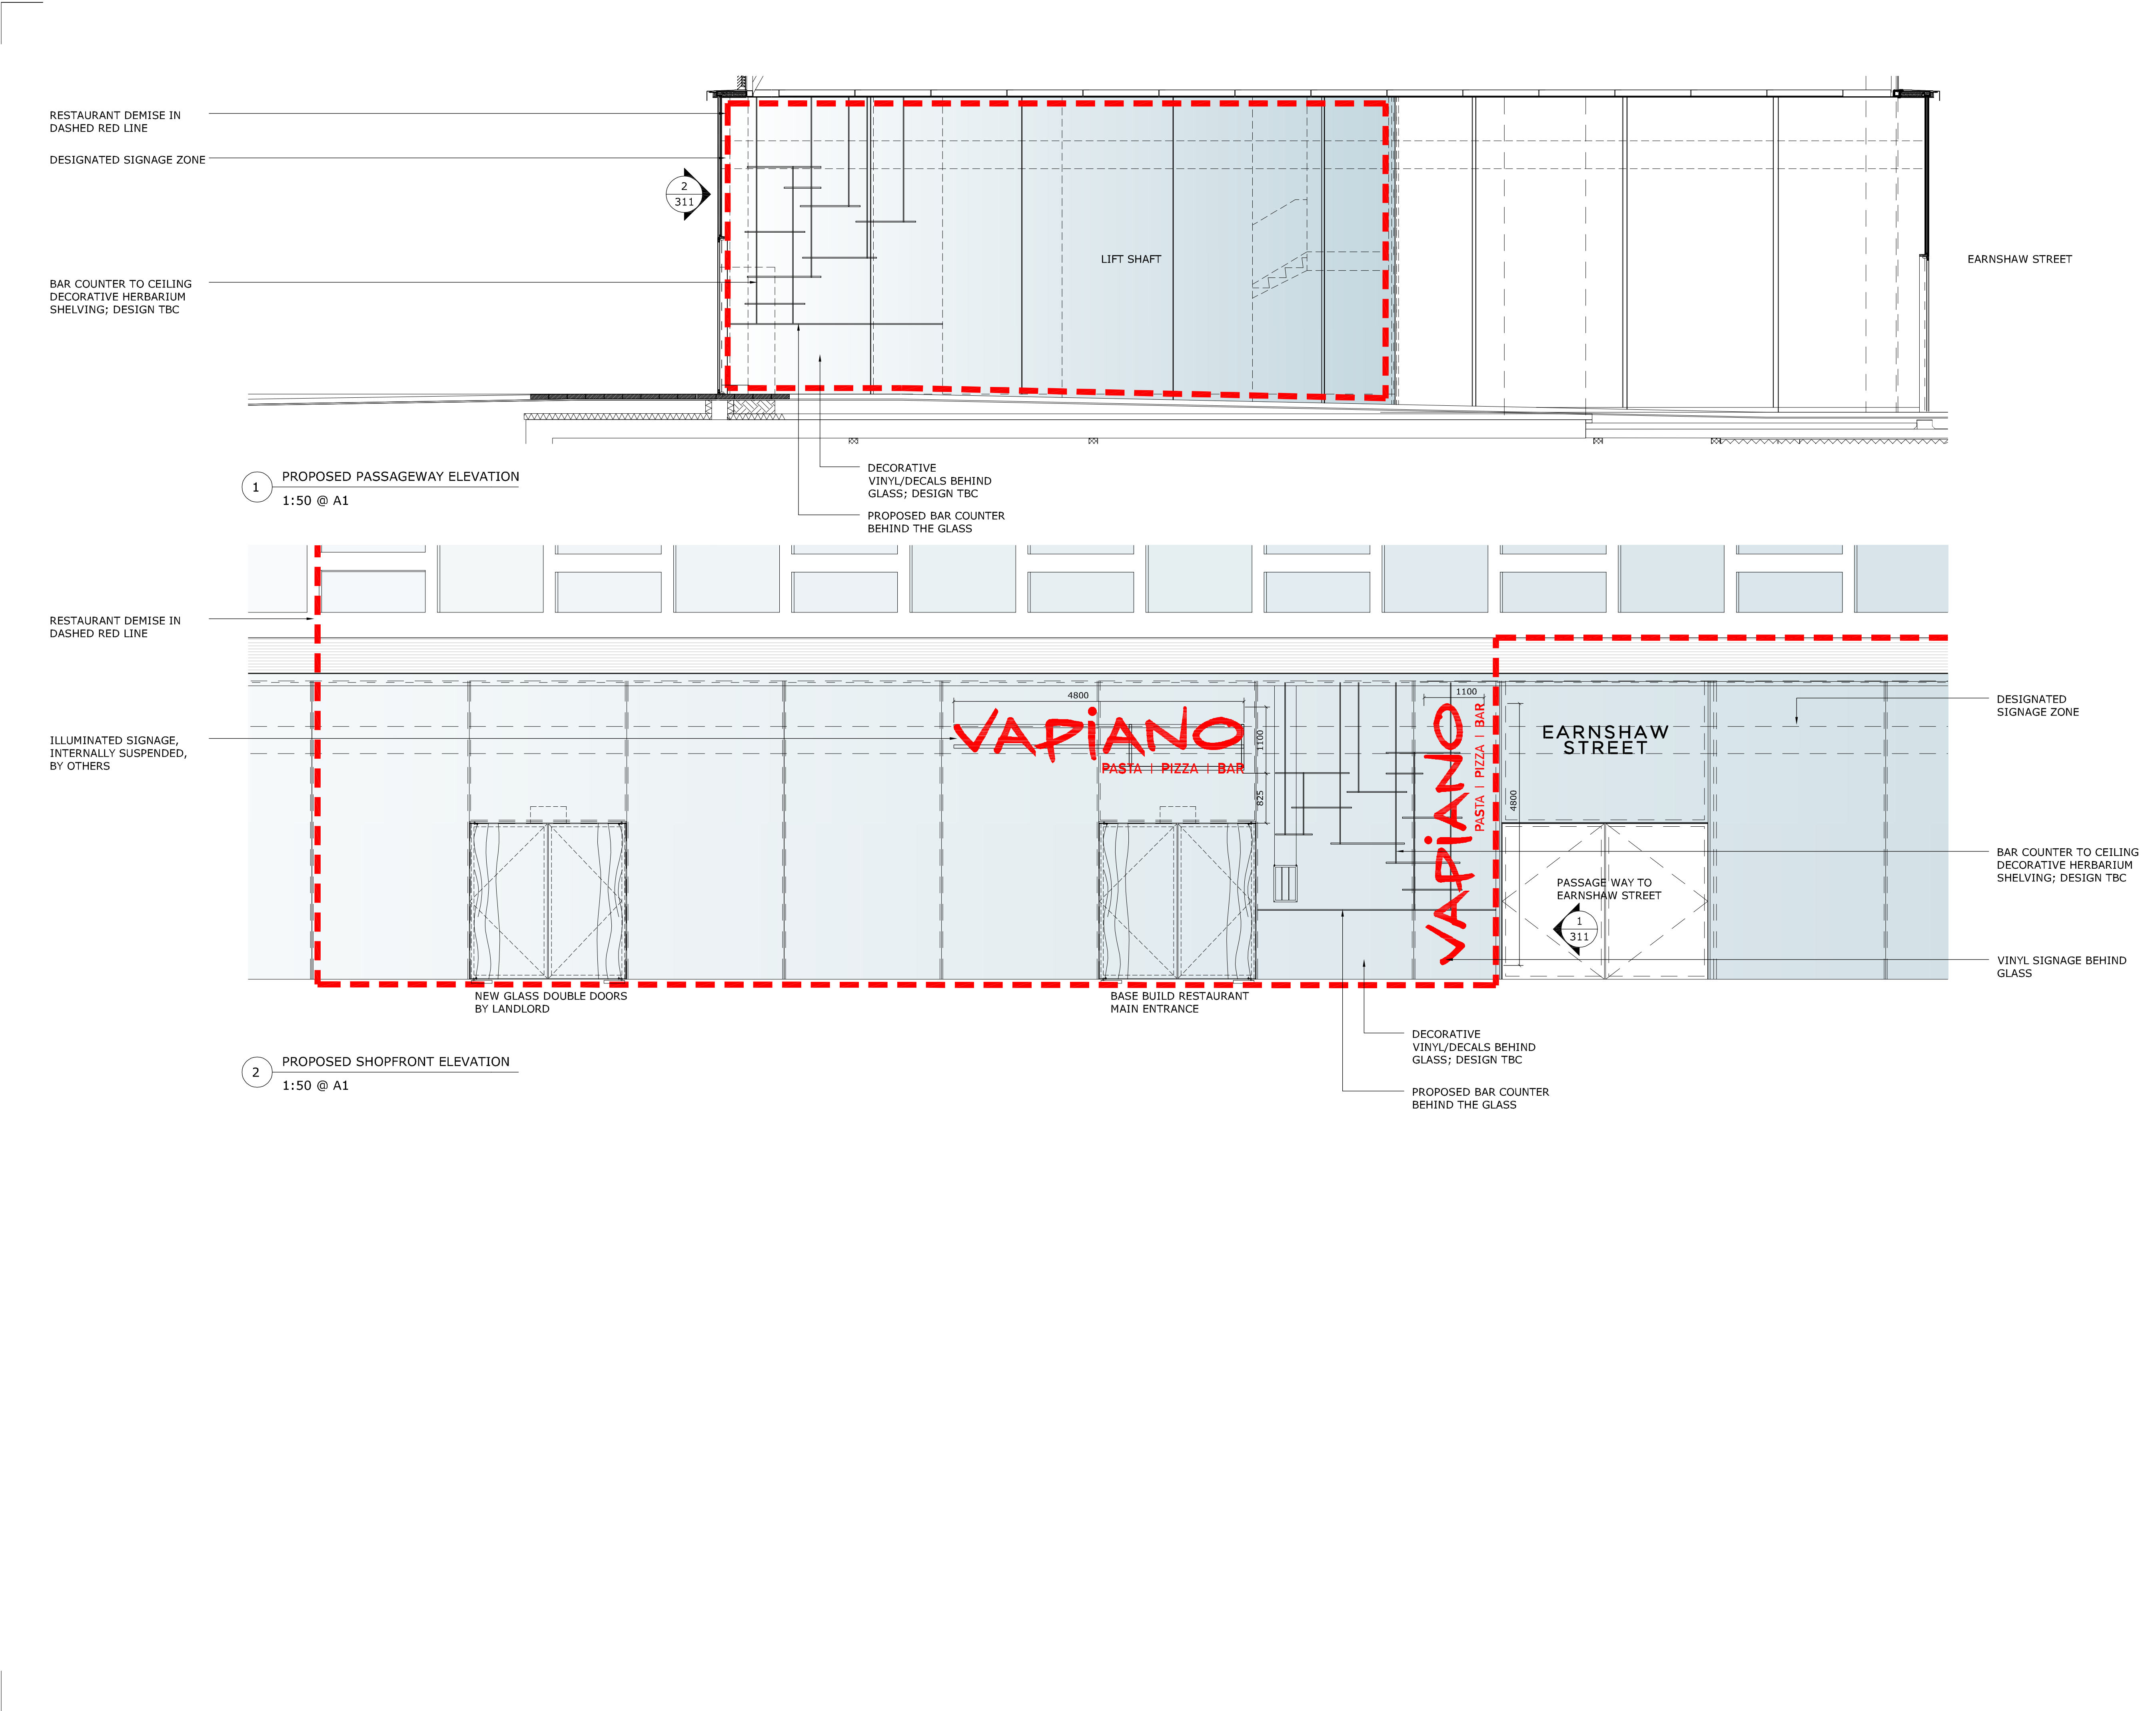 RESTAURANT DEMISE IN
DASHED RED LINE
DESIGNATED SIGNAGE ZONE
2
311
BAR COUNTER TO CEILING
DECORATIVE HERBARIUM
SHELVING; DESIGN TBC
LIFT SHAFT
EARNSHAW STREET
1
PROPOSED PASSAGEWAY ELEVATION
1:50 @ A1
DECORATIVE
VINYL/DECALS BEHIND
GLASS; DESIGN TBC
PROPOSED BAR COUNTER
BEHIND THE GLASS
RESTAURANT DEMISE IN
DASHED RED LINE
ILLUMINATED SIGNAGE,
INTERNALLY SUSPENDED,
BY OTHERS
4800
VAPiANO
PASTA | PIZZA | BAR
1100
825
1100
VAPiANO
PASTA | PIZZA | BAR
4800
EARNSHAW
STREET
DESIGNATED
SIGNAGE ZONE
BAR COUNTER TO CEILING
DECORATIVE HERBARIUM
SHELVING; DESIGN TBC
PASSAGE WAY TO
EARNSHAW STREET
1
311
VINYL SIGNAGE BEHIND
GLASS
NEW GLASS DOUBLE DOORS
BY LANDLORD
BASE BUILD RESTAURANT
MAIN ENTRANCE
DECORATIVE
VINYL/DECALS BEHIND
GLASS; DESIGN TBC
PROPOSED BAR COUNTER
BEHIND THE GLASS
2
PROPOSED SHOPFRONT ELEVATION
1:50 @ A1